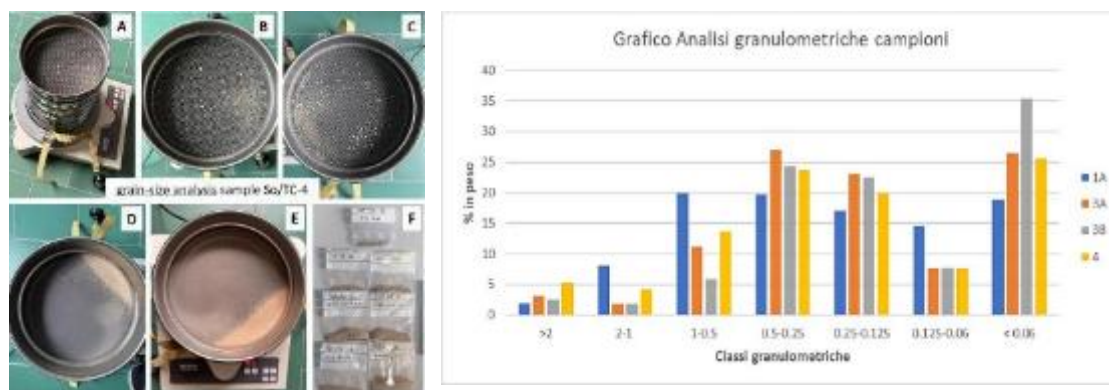 A
B
C
grain-size analysis sample So/TC-4
D
E
F
Grafico Analisi granulometriche campioni
% in peso
40
35
30
25
20
15
10
5
0
>2
2-1
1-0.5
0.5-0.25
0.25-0.125
0.125-0.06
< 0.06
Classi granulometriche
1A
3A
3B
4